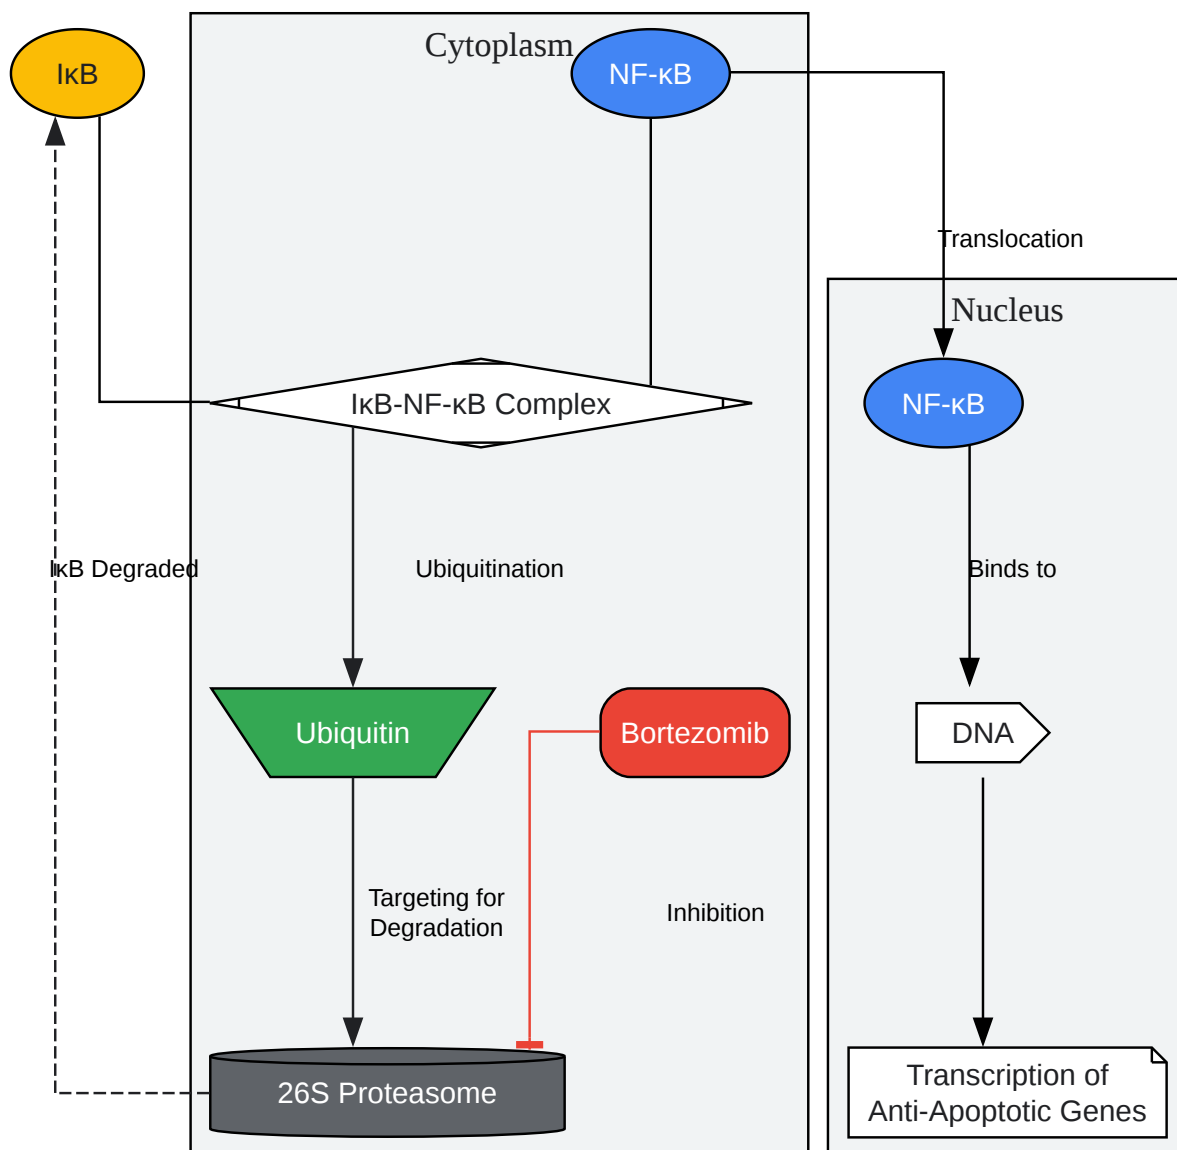 Cytoplasm
IκB
NF-κB
Translocation
Nucleus
IκB-NF-κB Complex
NF-κB
IκB Degraded
Ubiquitination
Binds to
Ubiquitin
Bortezomib
DNA
Targeting for
Degradation
Inhibition
26S Proteasome
Transcription of
Anti-Apoptotic Genes